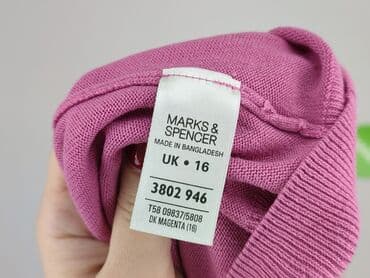 MARKS &
SPENCER
MADE IN BANGLADESH
UK • 16
3802 946
T58 09837/5808
DK MAGENTA (16)